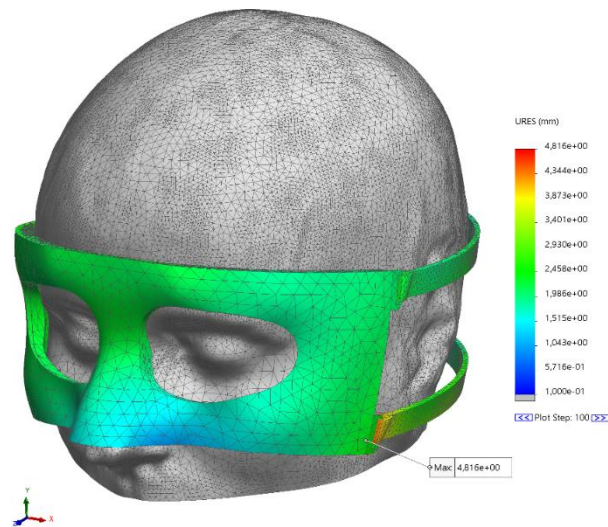 URES (mm)
4,816e+00
4,344e+00
3,873e+00
3,401e+00
2,930e+00
2,458e+00
1,986e+00
1,515e+00
1,043e+00
5,716e-01
1,000e-01
<< Plot Step: 100 >>
Max: 4,816e+00
Y
Z
X